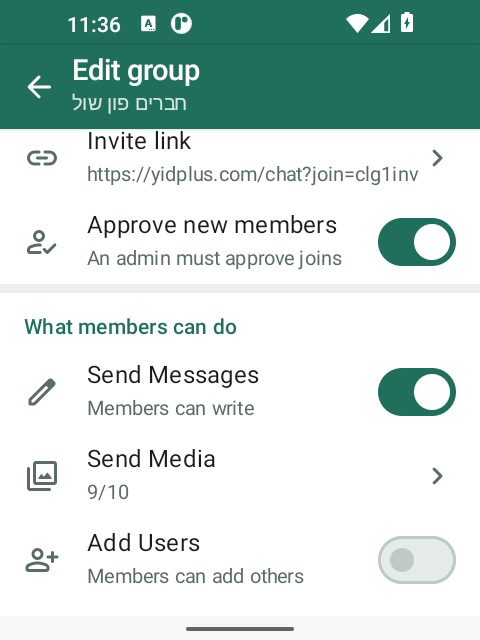 11:36
Edit group
חברים פון שול
Invite link
https://yidplus.com/chat?join=clg1inv
Approve new members
An admin must approve joins
What members can do
Send Messages
Members can write
Send Media
9/10
Add Users
Members can add others